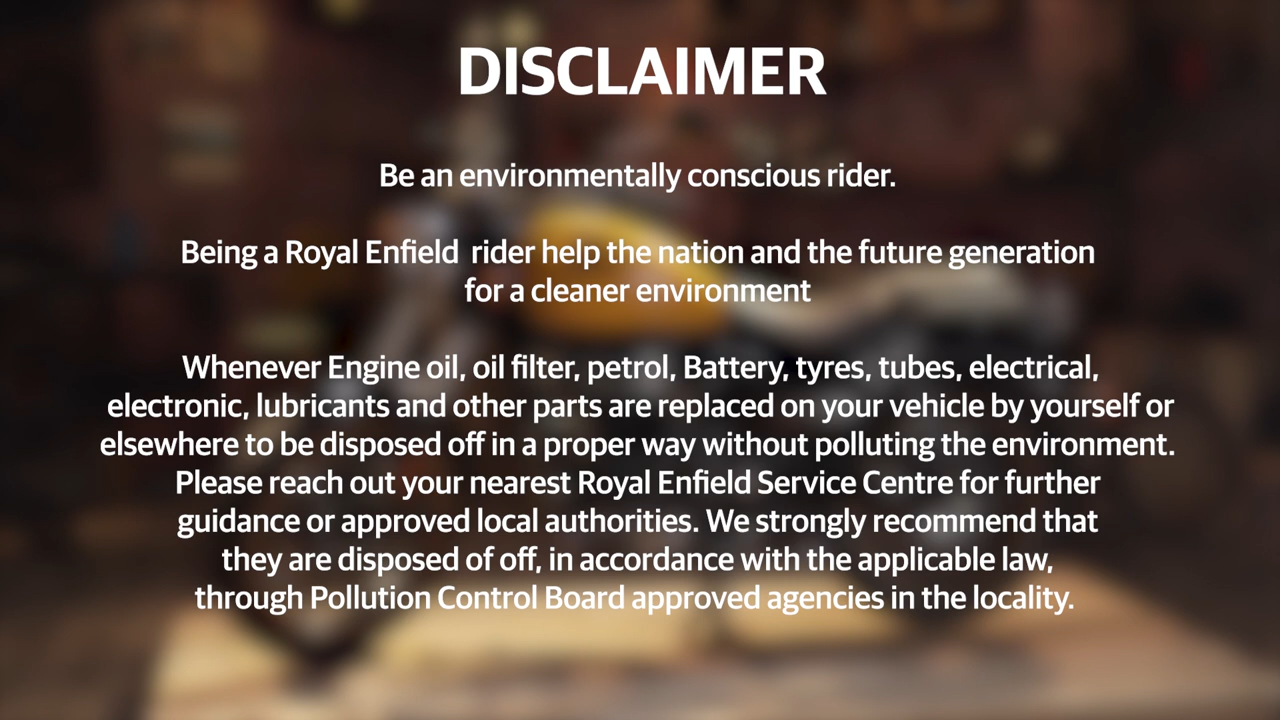 DISCLAIMER
Be an environmentally conscious rider.
Being a Royal Enfield  rider help the nation and the future generation
for a cleaner environment
Whenever Engine oil, oil filter, petrol, Battery, tyres, tubes, electrical,
electronic, lubricants and other parts are replaced on your vehicle by yourself or
elsewhere to be disposed off in a proper way without polluting the environment.
Please reach out your nearest Royal Enfield Service Centre for further
guidance or approved local authorities. We strongly recommend that
they are disposed of off, in accordance with the applicable law,
through Pollution Control Board approved agencies in the locality.